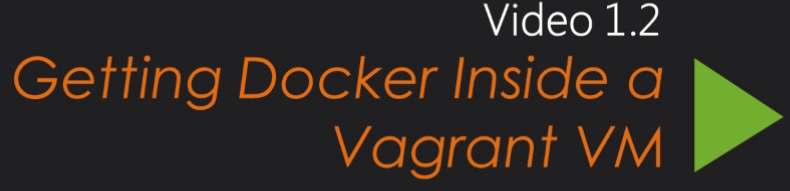 Video 1.2
Getting Docker Inside a
Vagrant VM